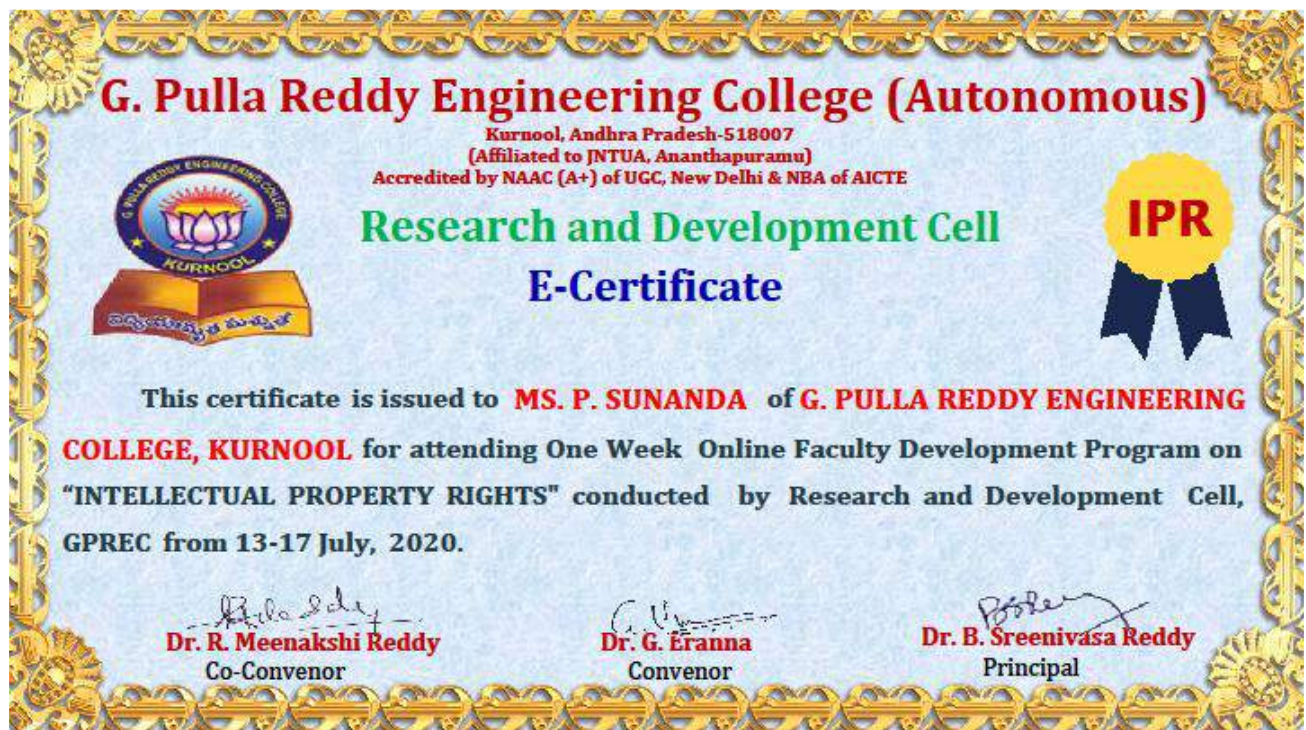 G. Pulla Reddy Engineering College (Autonomous)
Kurnool, Andhra Pradesh-518007
(Affiliated to JNTUA, Ananthapuramu)
Accredited by NAAC (A+) of UGC, New Delhi & NBA of AICTE
G PULLA REDDY ENGINEERING COLLEGE
KURNOOL
Research and Development Cell
IPR
E-Certificate
This certificate is issued to MS. P. SUNANDA of G. PULLA REDDY ENGINEERING
COLLEGE, KURNOOL for attending One Week Online Faculty Development Program on
“INTELLECTUAL PROPERTY RIGHTS" conducted by Research and Development Cell,
GPREC from 13-17 July, 2020.
Dr. R. Meenakshi Reddy
Co-Convenor
Dr. G. Eranna
Convenor
Dr. B. Sreenivasa Reddy
Principal